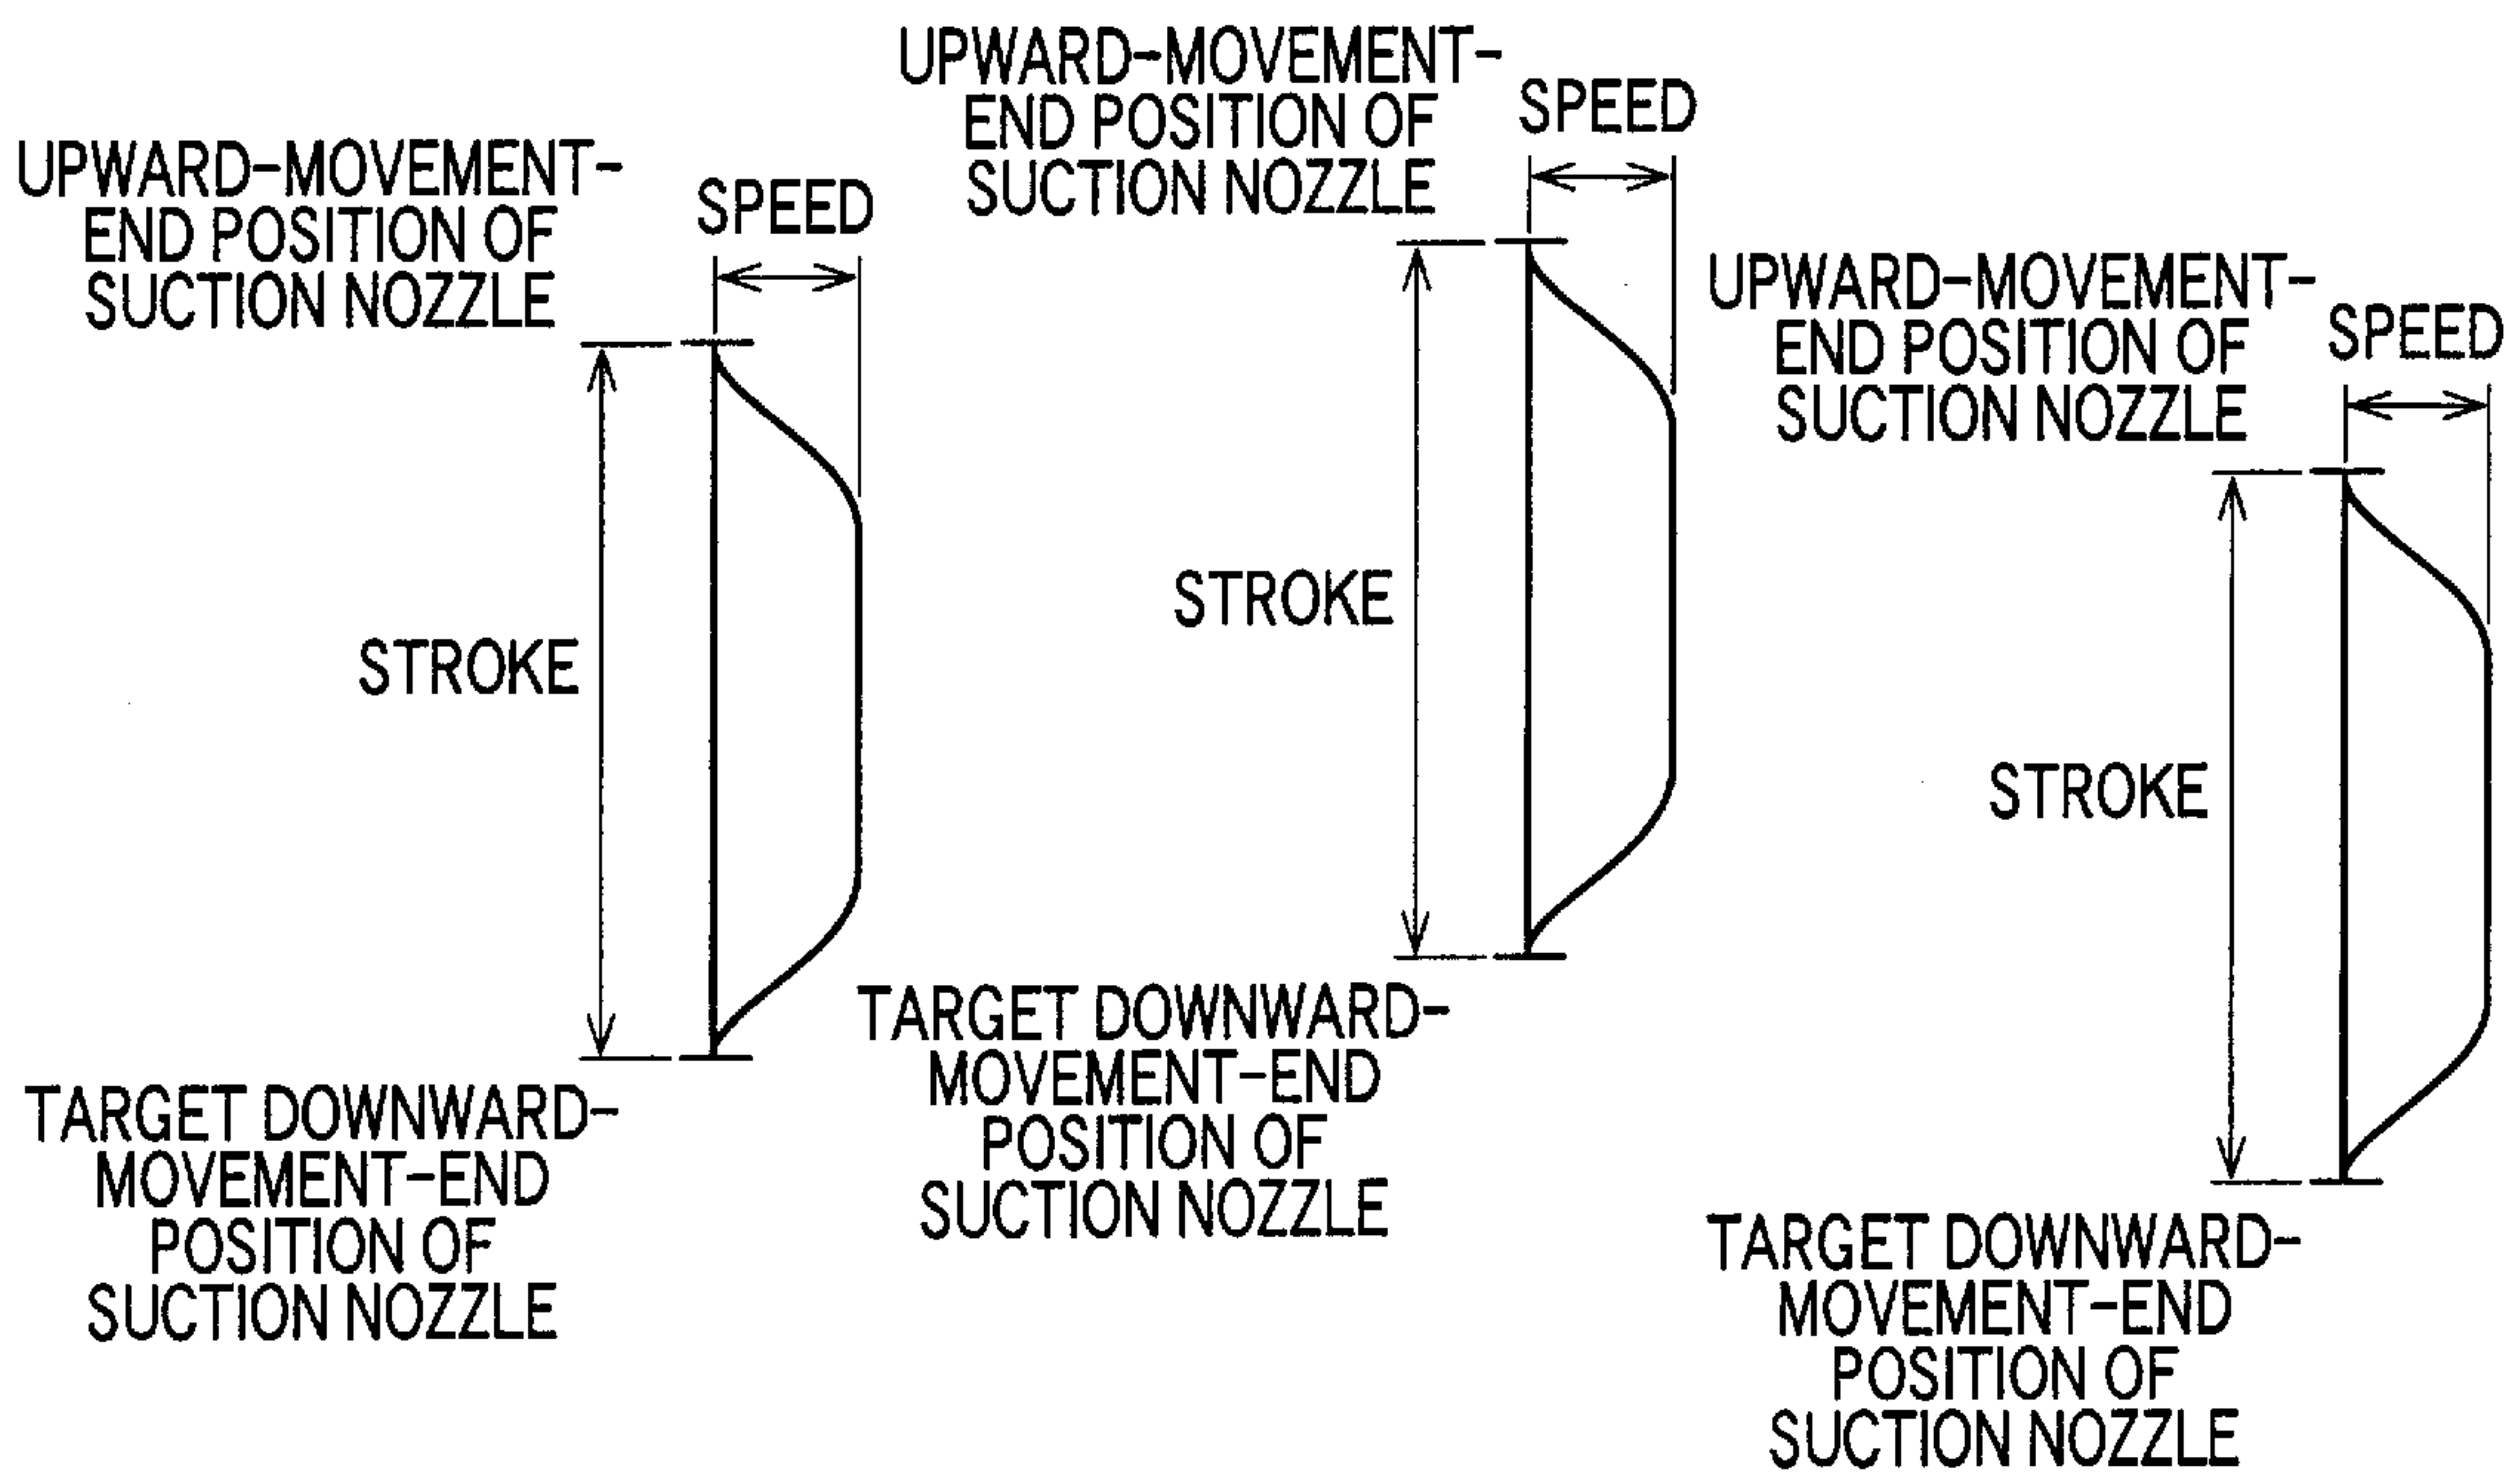 UPWARD-MOVEMENT-
END POSITION OF
SUCTION NOZZLE
SPEED
STROKE
TARGET DOWNWARD-
MOVEMENT-END
POSITION OF
SUCTION NOZZLE
UPWARD-MOVEMENT-
END POSITION OF
SUCTION NOZZLE
SPEED
STROKE
TARGET DOWNWARD-
MOVEMENT-END
POSITION OF
SUCTION NOZZLE
UPWARD-MOVEMENT-
END POSITION OF
SUCTION NOZZLE
SPEED
STROKE
TARGET DOWNWARD-
MOVEMENT-END
POSITION OF
SUCTION NOZZLE